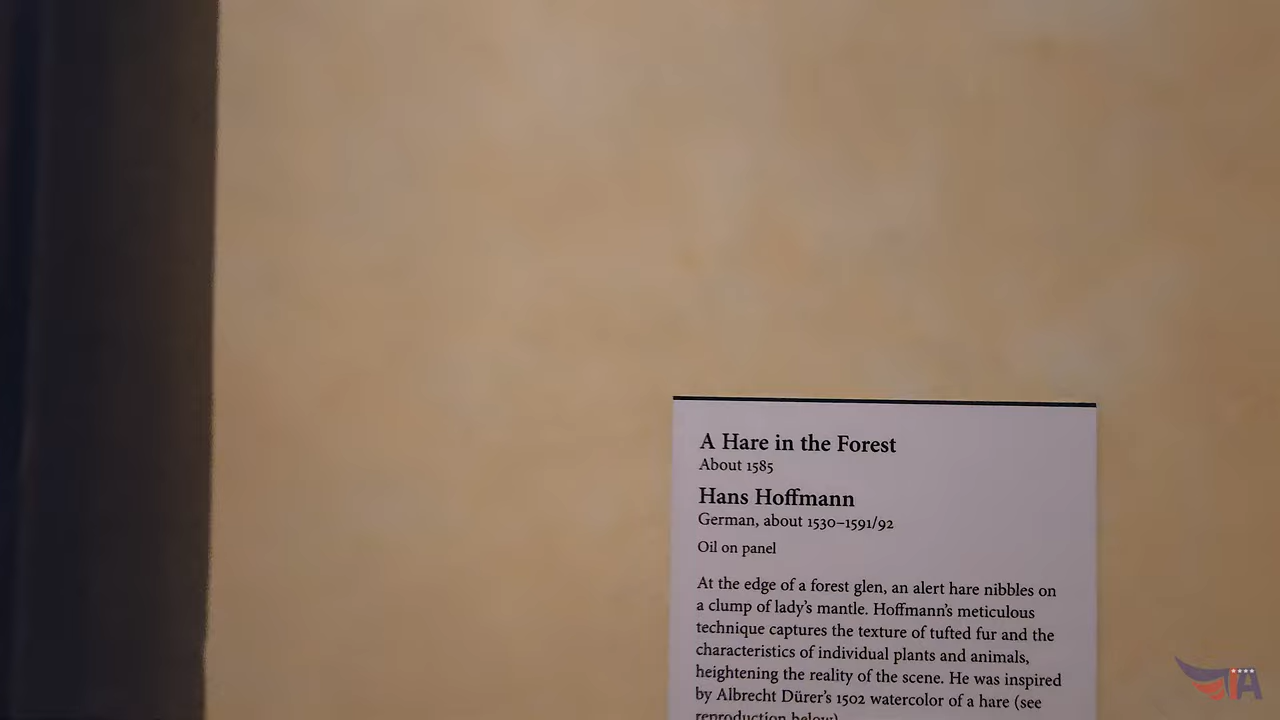 A Hare in the Forest
About 1585
Hans Hoffmann
German, about 1530–1591/92
Oil on panel
At the edge of a forest glen, an alert hare nibbles on
a clump of lady's mantle. Hoffmann's meticulous
technique captures the texture of tufted fur and the
characteristics of individual plants and animals,
heightening the reality of the scene. He was inspired
by Albrecht Dürer's 1502 watercolor of a hare (see
reproduction below)
IA